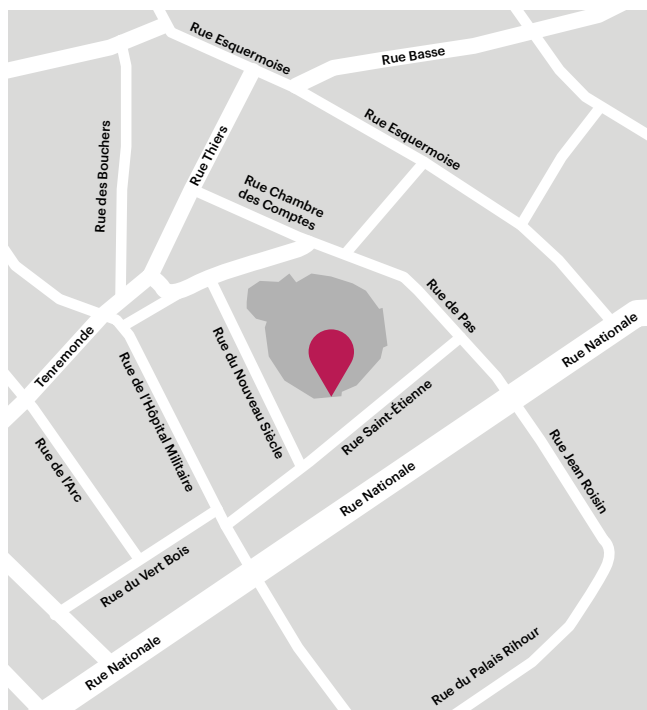 Rue Esquermoise
Rue Basse
Rue Esquermoise
Rue des Bouchers
Rue Thiers
Rue Chambre
des Comptes
Rue de Pas
Rue Nationale
Tenremonde
Rue de l'Hôpital Militaire
Rue du Nouveau Siècle
Rue Saint-Étienne
Rue de l'Arc
Rue Nationale
Rue Jean Roisin
Rue du Vert Bois
Rue Nationale
Rue du Palais Rihour